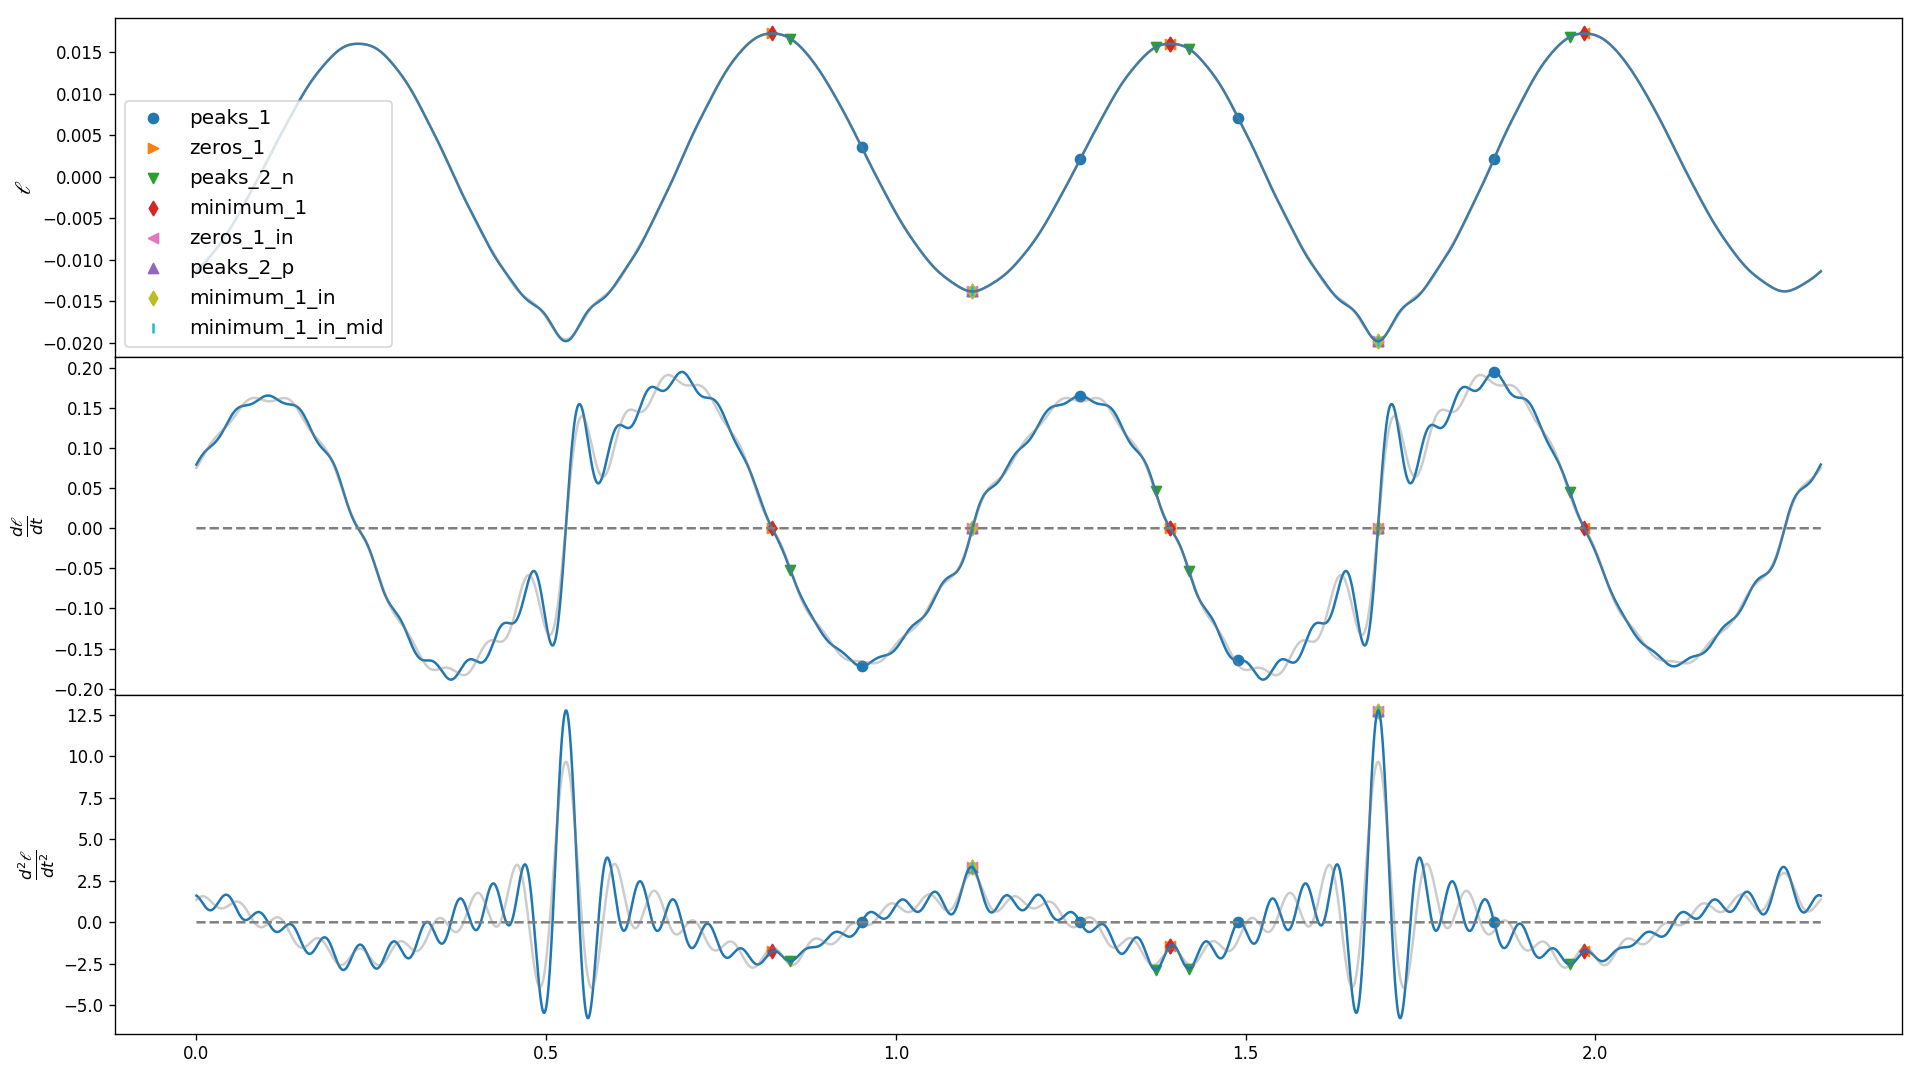 0.015
0.010
0.005
0.000
−0.005
−0.010
−0.015
−0.020
ℓ
peaks_1
zeros_1
peaks_2_n
minimum_1
zeros_1_in
peaks_2_p
minimum_1_in
minimum_1_in_mid
0.20
0.15
0.10
0.05
0.00
−0.05
−0.10
−0.15
−0.20
dℓ
dt
12.5
10.0
7.5
5.0
2.5
0.0
−2.5
−5.0
d²ℓ
dt²
0.0 0.5 1.0 1.5 2.0